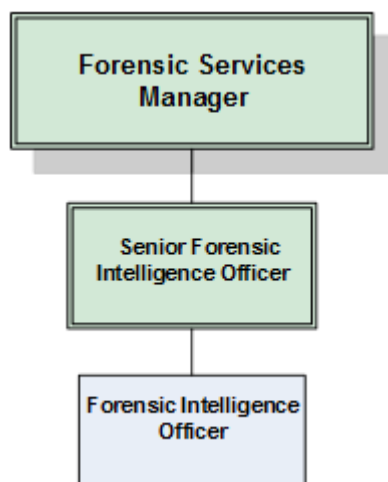 Forensic Services
Manager
Senior Forensic
Intelligence Officer
Forensic Intelligence
Officer